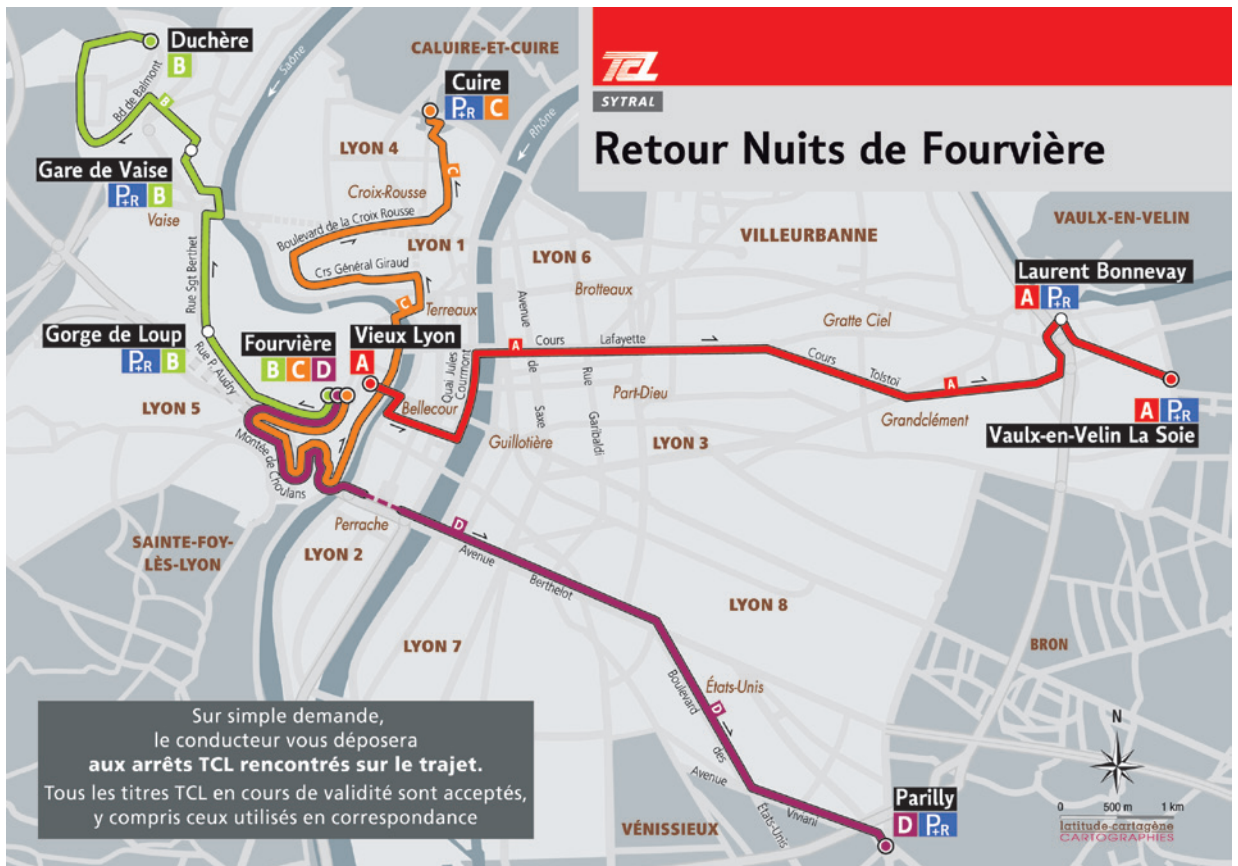 TCL
SYTRAL
Retour Nuits de Fourvière
Duchère
B
Bd de Balmont
B
Saône
CALUIRE-ET-CUIRE
Cuire
P+R C
Rhône
LYON 4
C
Gare de Vaise
P+R B
Vaise
Croix-Rousse
Boulevard de la Croix Rousse
LYON 1
Crs Général Giraud
C
Terreaux
Rue Sgt Berthet
LYON 6
Brotteaux
VILLEURBANNE
VAULX-EN-VELIN
Laurent Bonnevay
A P+R
Gratte Ciel
Gorge de Loup
P+R B
Rue P. Audry
Fourvière
B C D
Vieux Lyon
A
Quai Jules
Courmont
A
Cours
Lafayette
Avenue
de
Saxe
Rue
Garibaldi
Part-Dieu
Cours
Tolstoï
A
Grandclément
A P+R
Vaulx-en-Velin La Soie
LYON 5
Bellecour
Guillotière
LYON 3
Montée de Choulans
Perrache
LYON 2
SAINTE-FOY-
LÈS-LYON
D
Avenue
Berthelot
LYON 8
LYON 7
BRON
États-Unis
Boulevard
des
États-Unis
D
Avenue
Viviani
Parilly
D P+R
VÉNISSIEUX
Sur simple demande,
le conducteur vous déposera
aux arrêts TCL rencontrés sur le trajet.
Tous les titres TCL en cours de validité sont acceptés,
y compris ceux utilisés en correspondance
N
0 500 m 1 km
latitude-cartagène
CARTOGRAPHIES